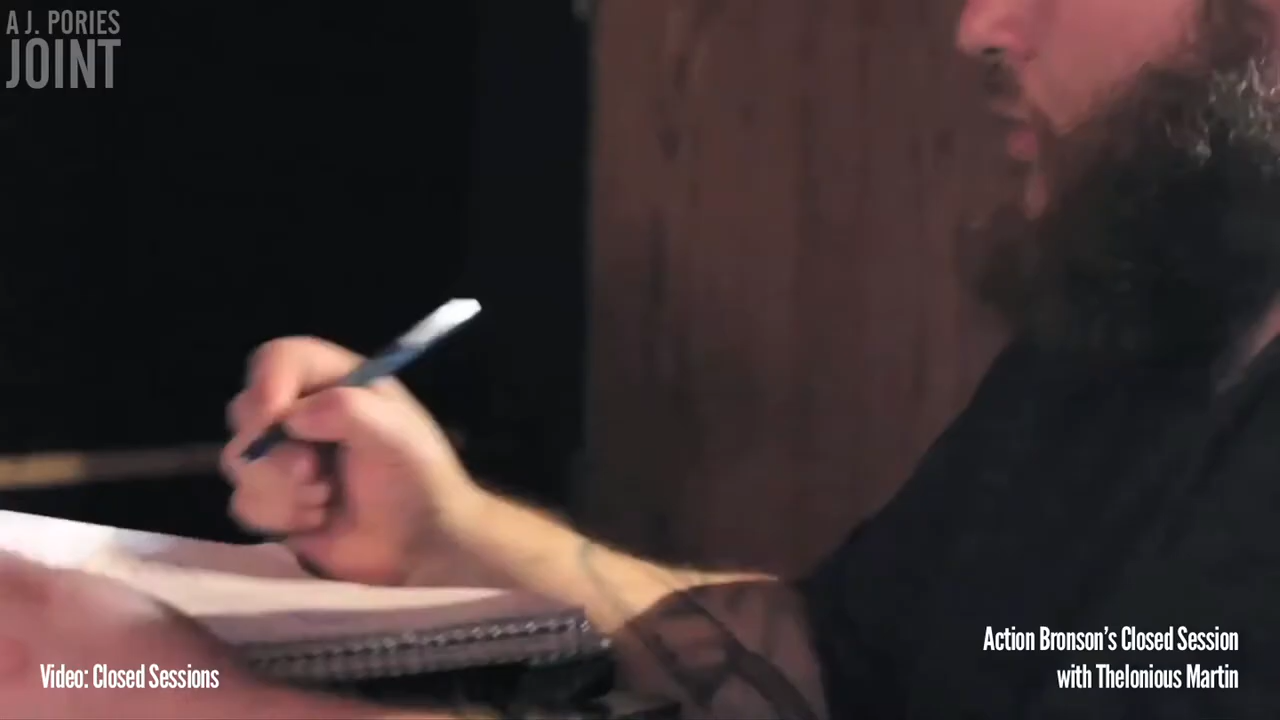 A J. PORIES
JOINT
Action Bronson's Closed Session
with Thelonious Martin
Video: Closed Sessions